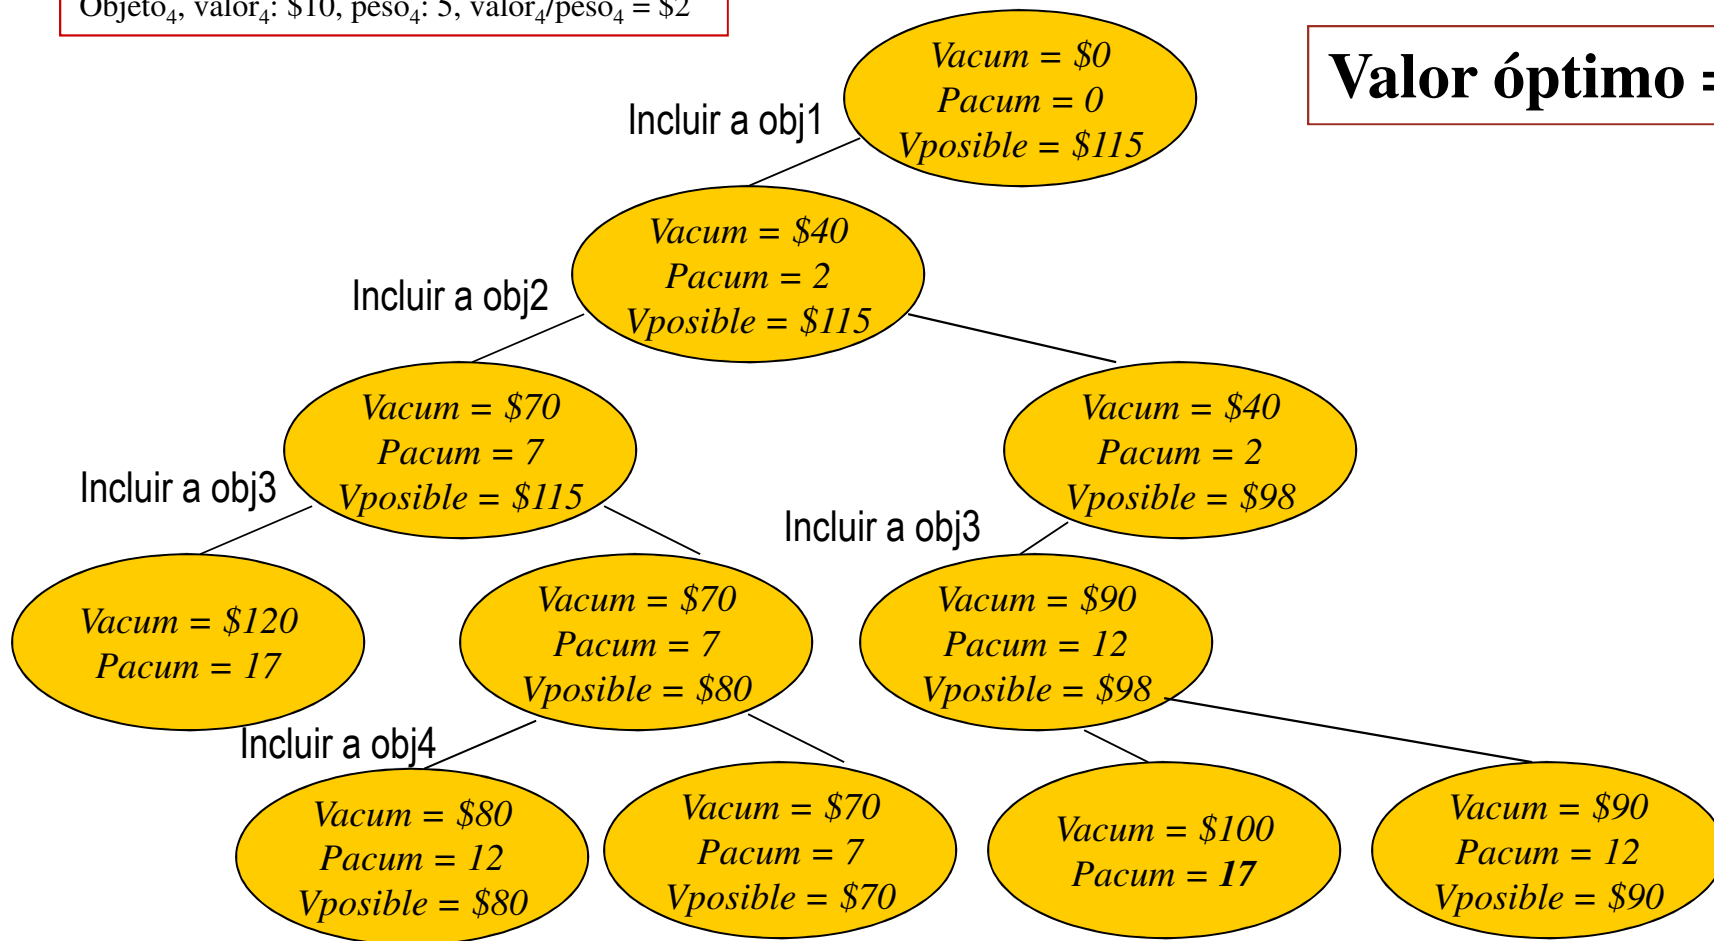 Objeto₄, valor₄: $10, peso₄: 5, valor₄/peso₄ = $2
Valor óptimo =
Vacum = $0
Pacum = 0
Vposible = $115
Incluir a obj1
Vacum = $40
Pacum = 2
Vposible = $115
Incluir a obj2
Vacum = $70
Pacum = 7
Vposible = $115
Vacum = $40
Pacum = 2
Vposible = $98
Incluir a obj3
Incluir a obj3
Vacum = $120
Pacum = 17
Vacum = $70
Pacum = 7
Vposible = $80
Vacum = $90
Pacum = 12
Vposible = $98
Incluir a obj4
Vacum = $80
Pacum = 12
Vposible = $80
Vacum = $70
Pacum = 7
Vposible = $70
Vacum = $100
Pacum = 17
Vacum = $90
Pacum = 12
Vposible = $90